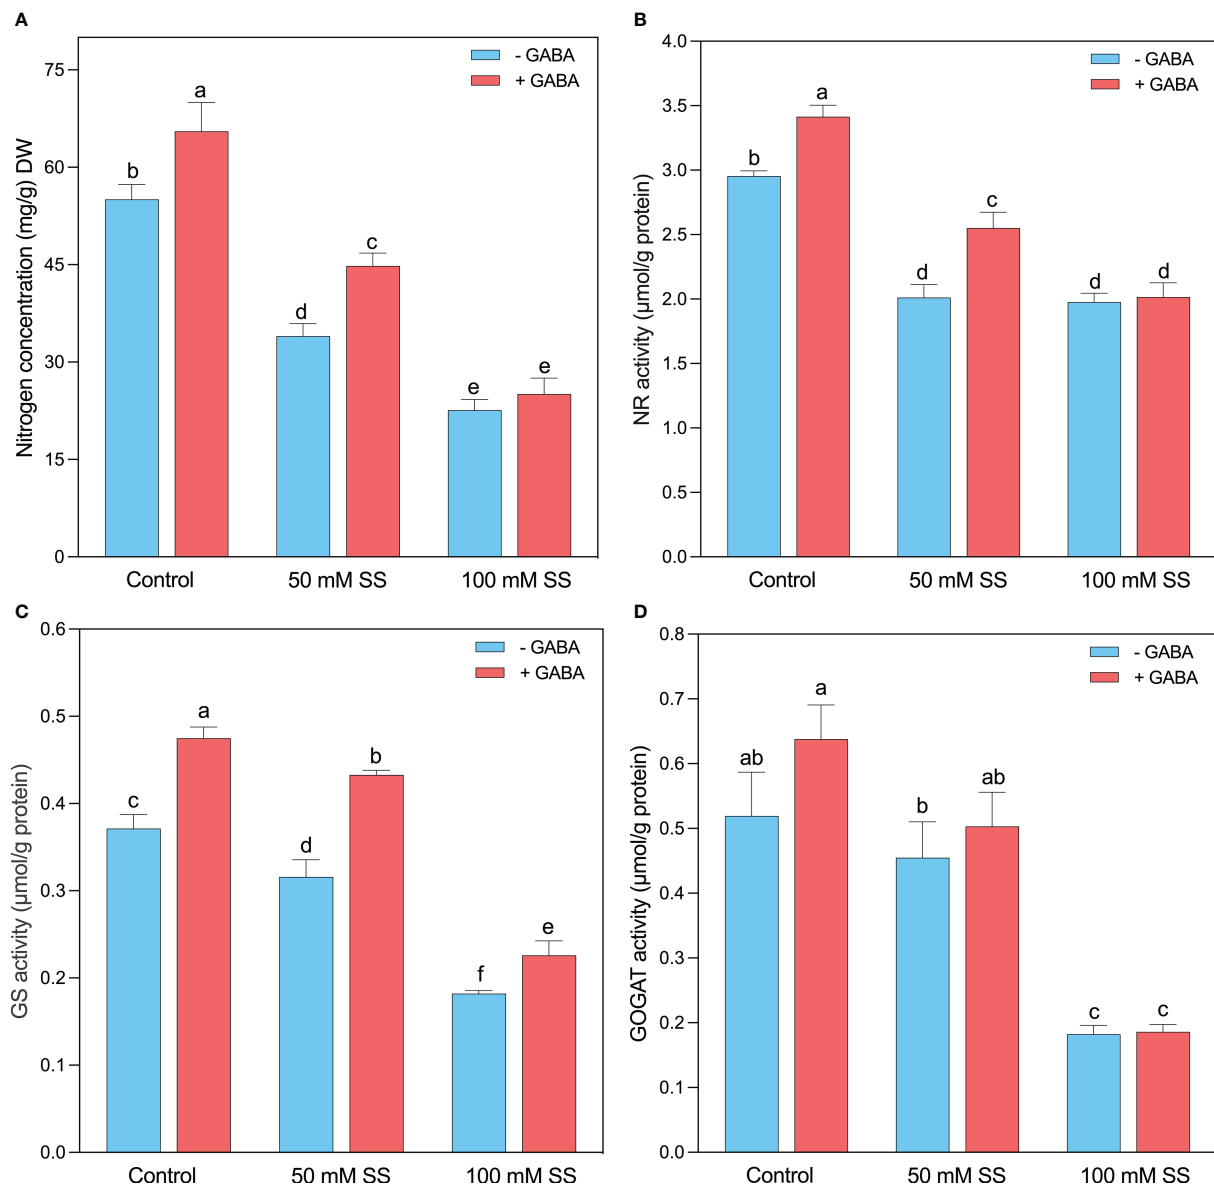 A
Nitrogen concentration (mg/g) DW
75
60
45
30
15
0
- GABA
+ GABA
b
a
d
c
e
e
Control
50 mM SS
100 mM SS
B
NR activity (µmol/g protein)
4.0
3.5
3.0
2.5
2.0
1.5
1.0
0.5
0.0
- GABA
+ GABA
b
a
d
c
d
d
Control
50 mM SS
100 mM SS
C
GS activity (µmol/g protein)
0.6
0.5
0.4
0.3
0.2
0.1
0.0
- GABA
+ GABA
c
a
d
b
f
e
Control
50 mM SS
100 mM SS
D
GOGAT activity (µmol/g protein)
0.8
0.7
0.6
0.5
0.4
0.3
0.2
0.1
0.0
- GABA
+ GABA
ab
a
b
ab
c
c
Control
50 mM SS
100 mM SS